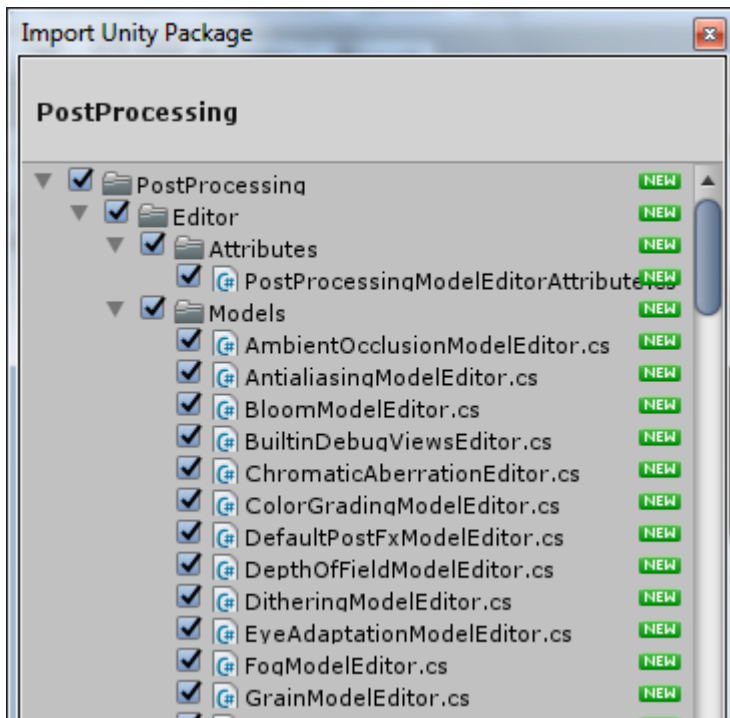 Import Unity Package
PostProcessing
PostProcessing NEW
Editor NEW
Attributes NEW
PostProcessingModelEditorAttribute.cs NEW
Models NEW
AmbientOcclusionModelEditor.cs NEW
AntialiasingModelEditor.cs NEW
BloomModelEditor.cs NEW
BuiltinDebugViewsEditor.cs NEW
ChromaticAberrationEditor.cs NEW
ColorGradingModelEditor.cs NEW
DefaultPostFxModelEditor.cs NEW
DepthOfFieldModelEditor.cs NEW
DitheringModelEditor.cs NEW
EyeAdaptationModelEditor.cs NEW
FogModelEditor.cs NEW
GrainModelEditor.cs NEW